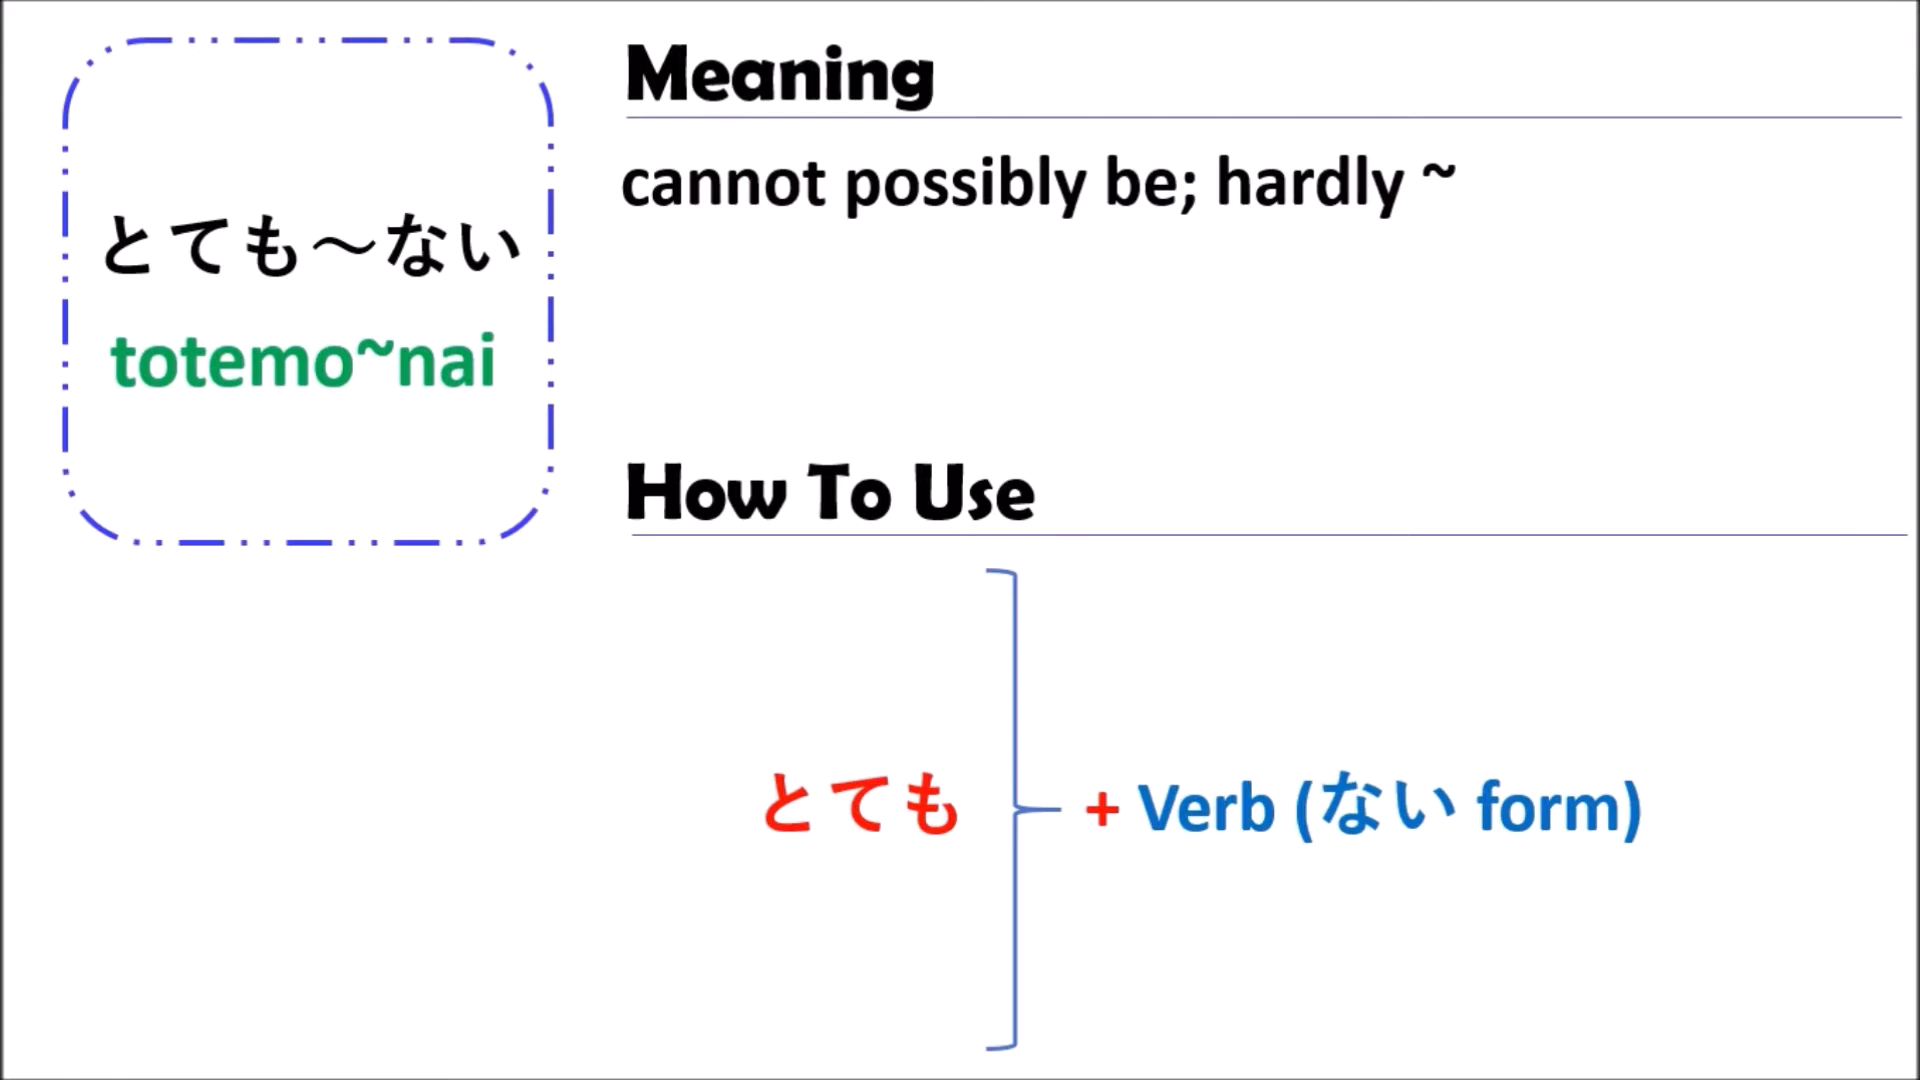 とても～ない
totemo~nai
Meaning
cannot possibly be; hardly ~
How To Use
とても + Verb (ない form)